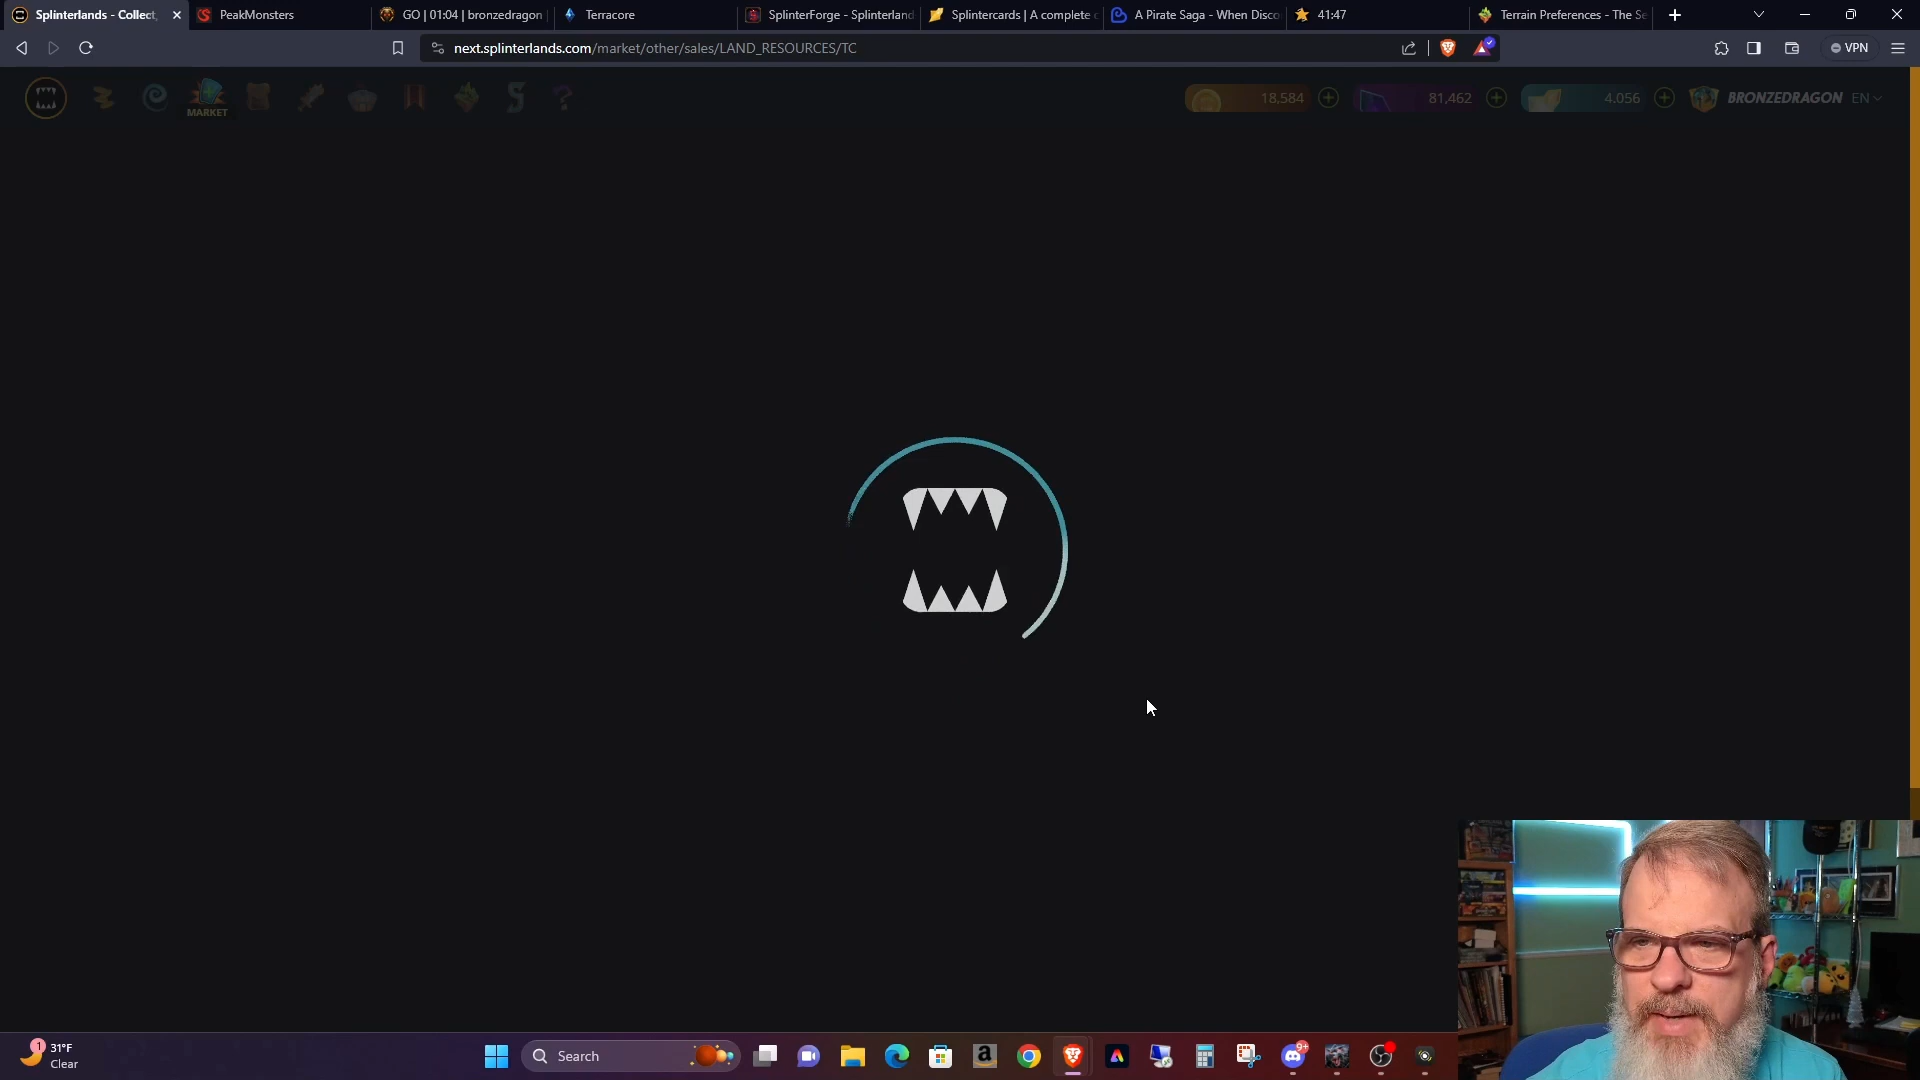 Splinterlands - Collect,
PeakMonsters
GO | 01:04 | bronzedragon
Terracore
SplinterForge - Splinterland
Splintercards | A complete c
A Pirate Saga - When Disco
41:47
Terrain Preferences - The Se
next.splinterlands.com/market/other/sales/LAND_RESOURCES/TC
VPN
MARKET
18,584
81,462
4.056
BRONZEDRAGON
EN
1
31°F
Clear
Search
9+